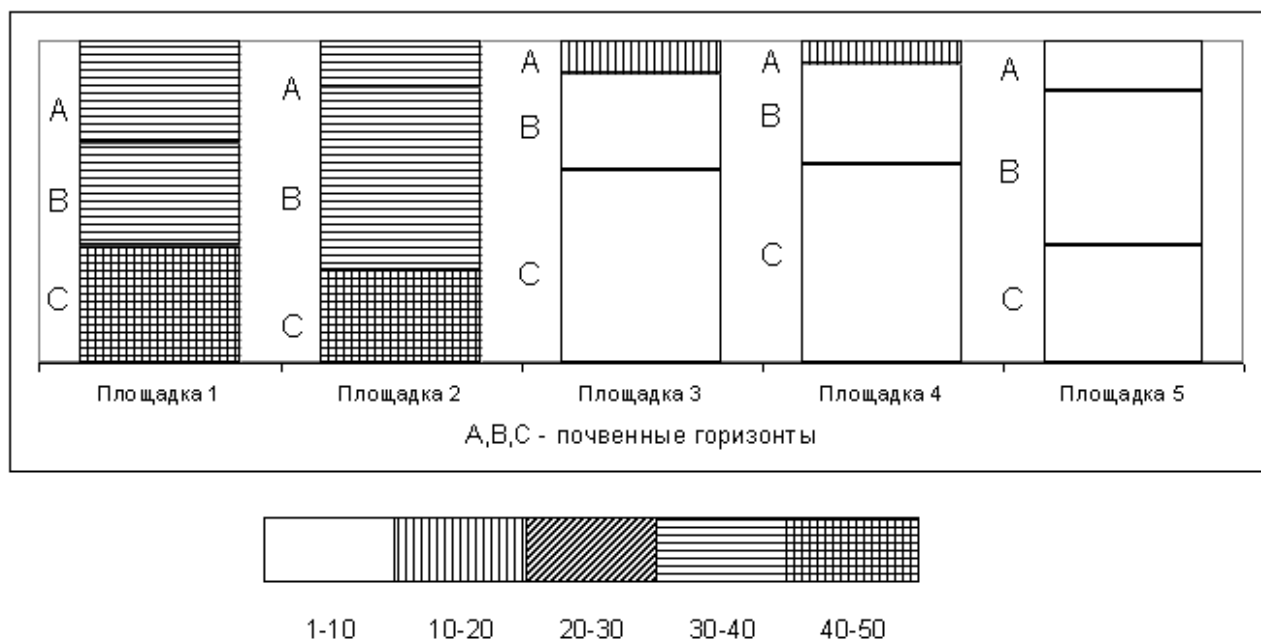 A A A A A
B B B B B
C C C C C
Площадка 1 Площадка 2 Площадка 3 Площадка 4 Площадка 5
A,B,C - почвенные горизонты
1-10 10-20 20-30 30-40 40-50